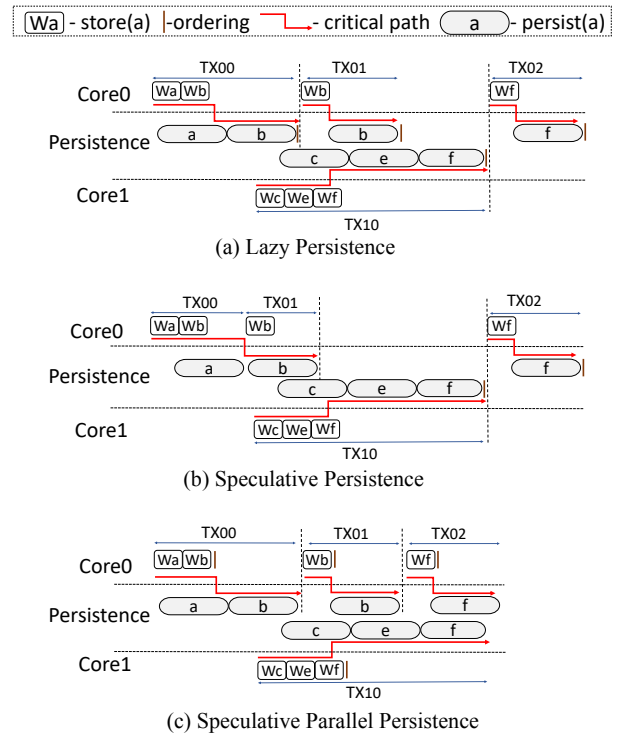 Wa - store(a) |-ordering - critical path a - persist(a)
TX00 TX01 TX02
Core0 Wa Wb Wb Wf
Persistence a b b f
c e f
Core1 Wc We Wf
TX10
(a) Lazy Persistence
TX00 TX01 TX02
Core0 Wa Wb Wb Wf
Persistence a b f
c e f
Core1 Wc We Wf
TX10
(b) Speculative Persistence
TX00 TX01 TX02
Core0 Wa Wb Wb Wf
Persistence a b b f
c e f
Core1 Wc We Wf
TX10
(c) Speculative Parallel Persistence